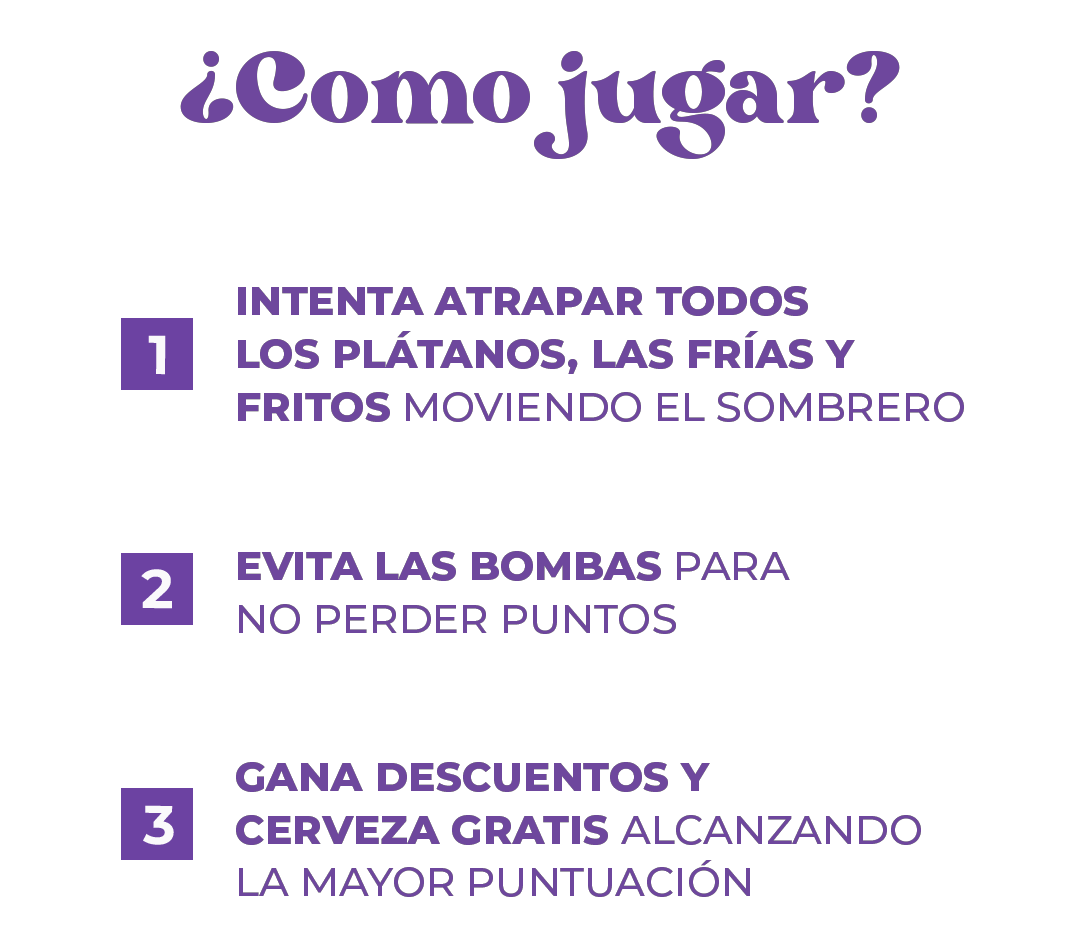 ¿Como jugar?
1
INTENTA ATRAPAR TODOS
LOS PLÁTANOS, LAS FRÍAS Y
FRITOS MOVIENDO EL SOMBRERO
2
EVITA LAS BOMBAS PARA
NO PERDER PUNTOS
3
GANA DESCUENTOS Y
CERVEZA GRATIS ALCANZANDO
LA MAYOR PUNTUACIÓN